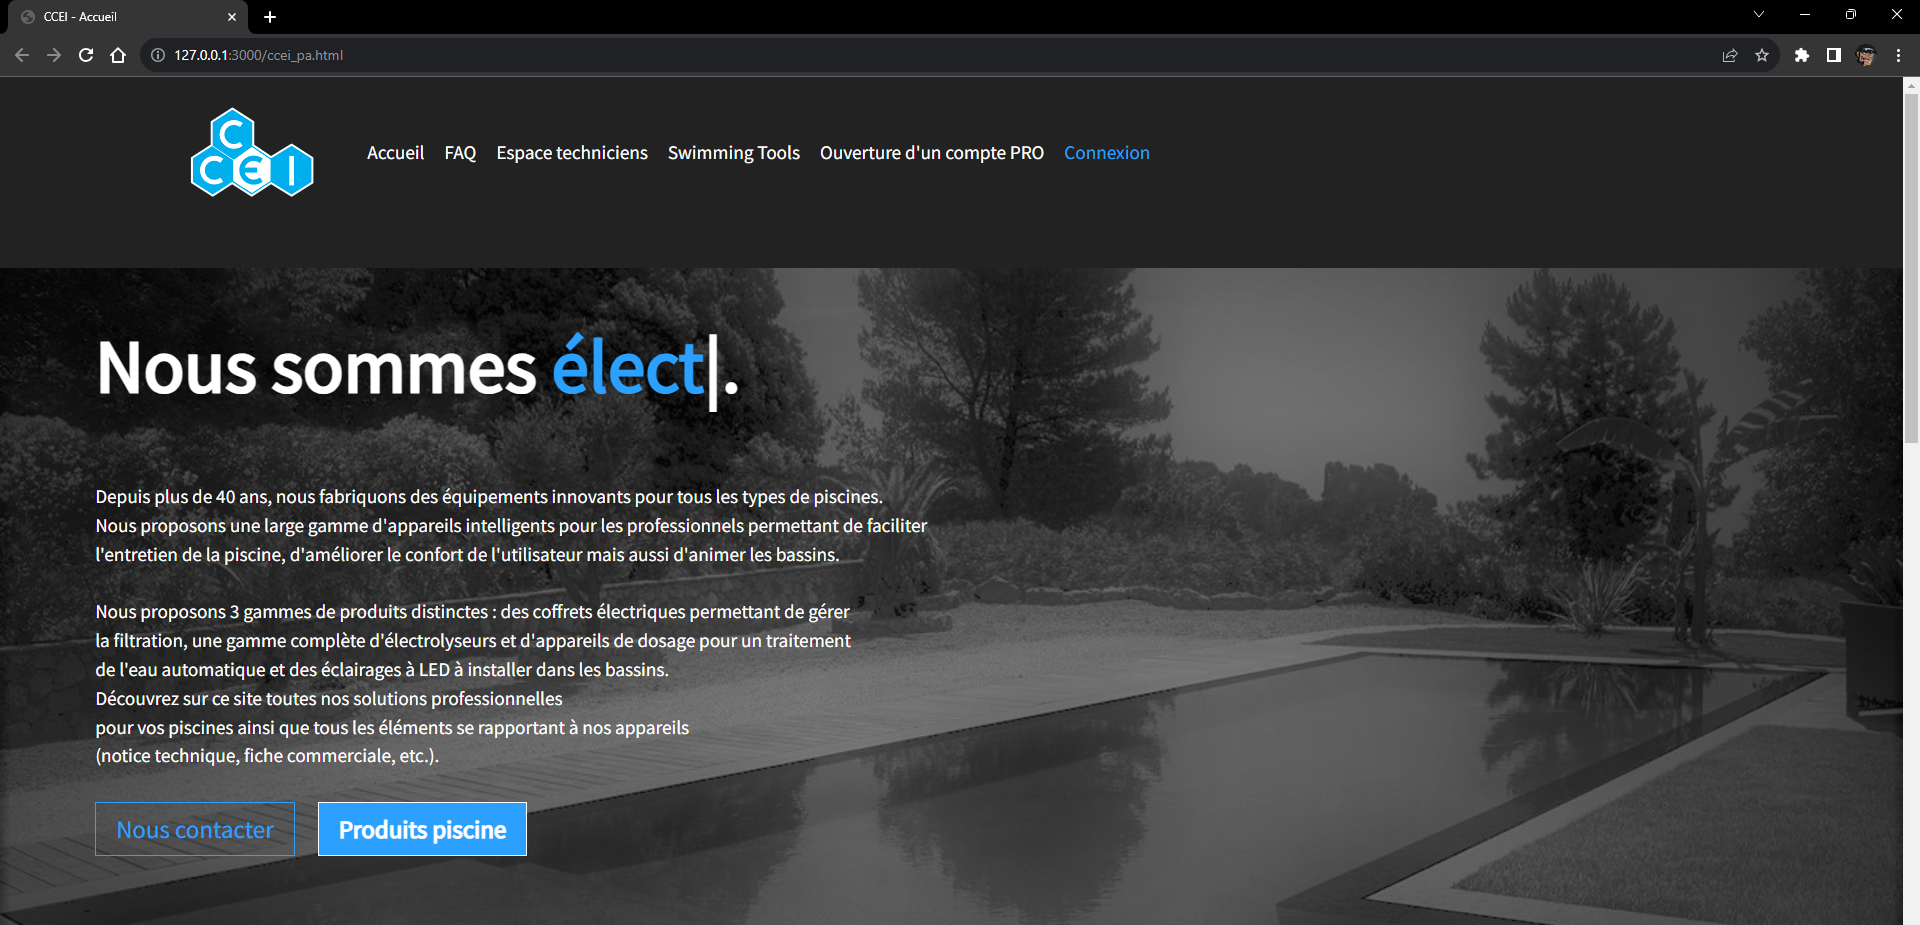 CCEI - Accueil
127.0.0.1:3000/ccei_pa.html
C
C E I
Accueil FAQ Espace techniciens Swimming Tools Ouverture d'un compte PRO Connexion
Nous sommes élect|.
Depuis plus de 40 ans, nous fabriquons des équipements innovants pour tous les types de piscines.
Nous proposons une large gamme d'appareils intelligents pour les professionnels permettant de faciliter
l'entretien de la piscine, d'améliorer le confort de l'utilisateur mais aussi d'animer les bassins.
Nous proposons 3 gammes de produits distinctes : des coffrets électriques permettant de gérer
la filtration, une gamme complète d'électrolyseurs et d'appareils de dosage pour un traitement
de l'eau automatique et des éclairages à LED à installer dans les bassins.
Découvrez sur ce site toutes nos solutions professionnelles
pour vos piscines ainsi que tous les éléments se rapportant à nos appareils
(notice technique, fiche commerciale, etc.).
Nous contacter Produits piscine